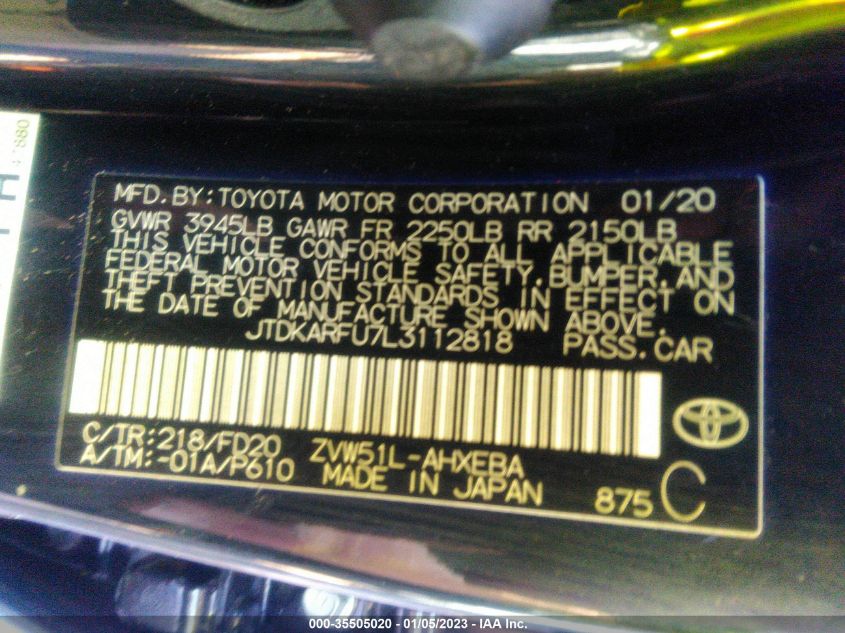 880
MFD.BY:TOYOTA MOTOR CORPORATION 01/20
GVWR 3945LB GAWR FR 2250LB RR 2150LB
THIS VEHICLE CONFORMS TO ALL APPLICABLE
FEDERAL MOTOR VEHICLE SAFETY,BUMPER,AND
THEFT PREVENTION STANDARDS IN EFFECT ON
THE DATE OF MANUFACTURE SHOWN ABOVE.
JTDKARFU7L3112818 PASS.CAR
C/TR:218/FD20 ZVW51L-AHXEBA
A/TM:-01A/P610 MADE IN JAPAN 875 C
000-35505020 - 01/05/2023 - IAA Inc.